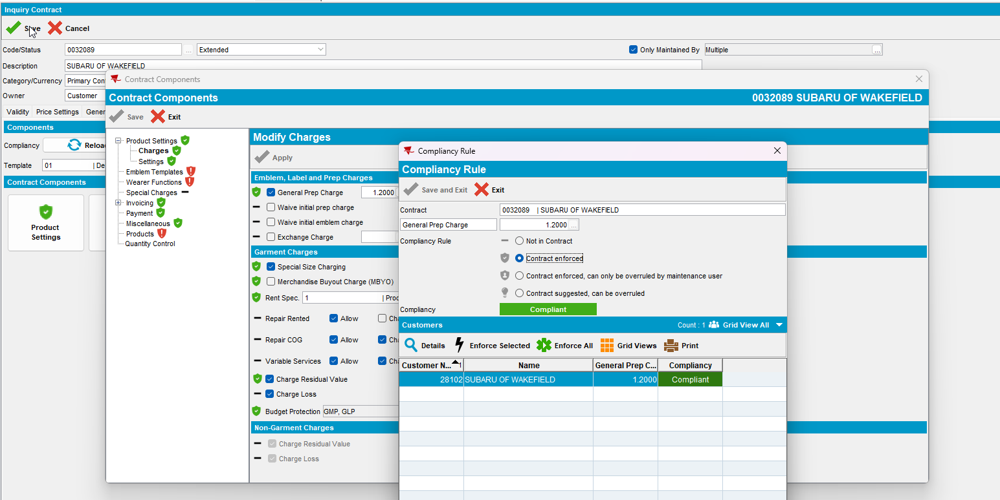 Inquiry Contract
Save Cancel
Code/Status 0032089 ... Extended Only Maintained By Multiple ...
Description SUBARU OF WAKEFIELD
Category/Currency Primary Con
Owner Customer
Validity Price Settings Gener
Components
Compliancy Reload
Template 01 | De
Contract Components
Product
Settings
Contract Components
Contract Components 0032089 SUBARU OF WAKEFIELD
Save Exit
Product Settings
Charges
Settings
Emblem Templates
Wearer Functions
Special Charges
Invoicing
Payment
Miscellaneous
Products
Quantity Control
Modify Charges
Apply
Emblem, Label and Prep Charges
General Prep Charge 1.2000
Waive initial prep charge
Waive initial emblem charge
Exchange Charge
Garment Charges
Special Size Charging
Merchandise Buyout Charge (MBYO)
Rent Spec. 1 | Proc
Repair Rented Allow Cha
Repair COG Allow Cha
Variable Services Allow Cha
Charge Residual Value
Charge Loss
Budget Protection GMP, GLP
Non-Garment Charges
Charge Residual Value
Charge Loss
Compliancy Rule
Compliancy Rule
Save and Exit Exit
Contract 0032089 | SUBARU OF WAKEFIELD
General Prep Charge 1.2000 ...
Compliancy Rule Not in Contract
Contract enforced
Contract enforced, can only be overruled by maintenance user
Contract suggested, can be overruled
Compliancy Compliant
Customers Count : 1 Grid View All
Details Enforce Selected Enforce All Grid Views Print
Customer N... 1 Name General Prep C... Compliancy
28102 SUBARU OF WAKEFIELD 1.2000 Compliant